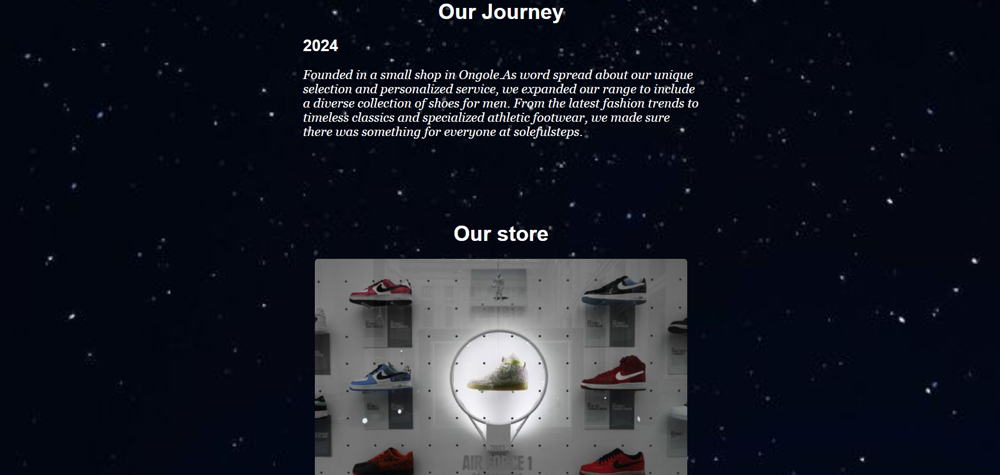 Our Journey
2024
Founded in a small shop in Ongole.As word spread about our unique
selection and personalized service, we expanded our range to include
a diverse collection of shoes for men. From the latest fashion trends to
timeless classics and specialized athletic footwear, we made sure
there was something for everyone at solefulsteps.
Our store
2003
AIR FORCE 1